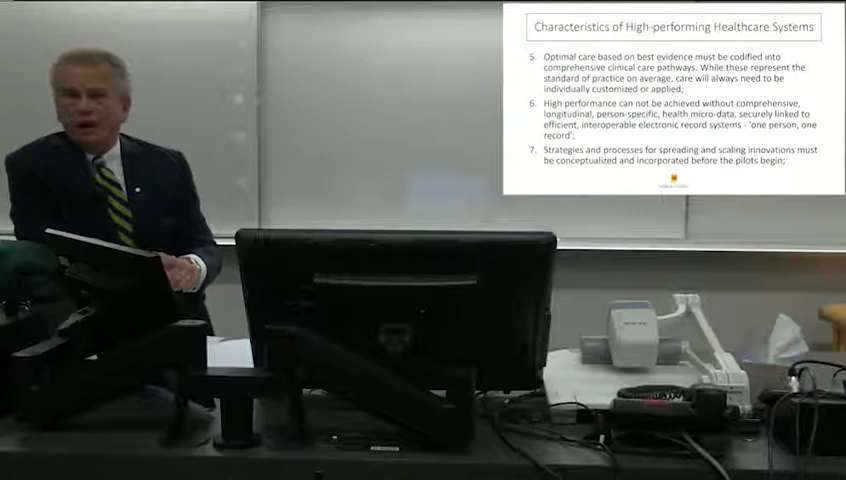 Characteristics of High-performing Healthcare Systems
5. Optimal care based on best evidence must be codified into
comprehensive clinical care pathways. While these represent the
standard of practice on average, care will always need to be
individually customized or applied;
6. High performance can not be achieved without comprehensive,
longitudinal, person-specific, health micro-data, securely linked to
efficient, interoperable electronic record systems - 'one person, one
record';
7. Strategies and processes for spreading and scaling innovations must
be conceptualized and incorporated before the pilots begin;